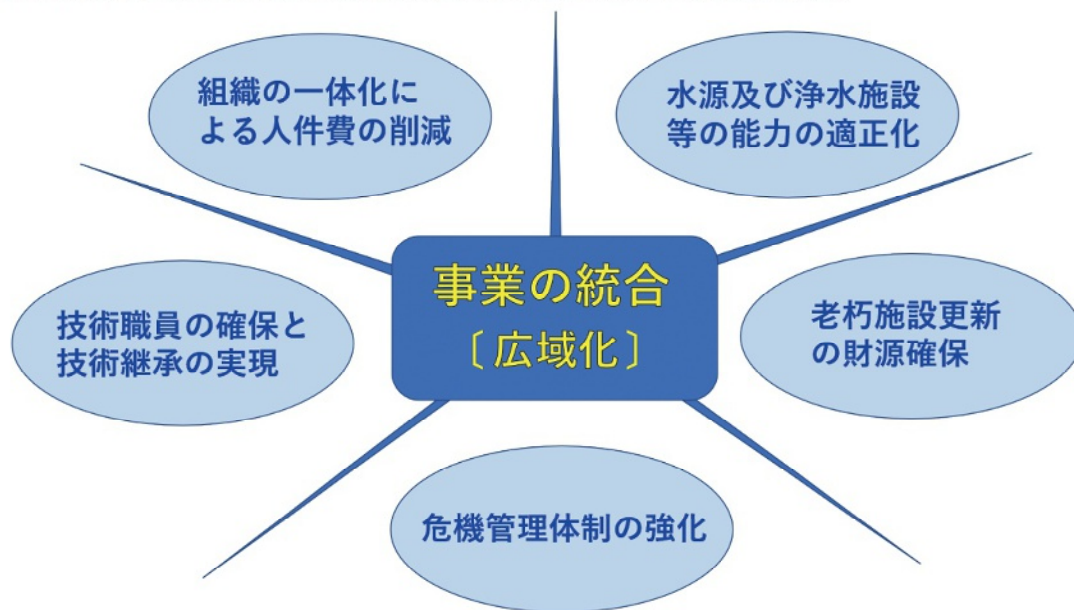 組織の一体化に
よる人件費の削減
水源及び浄水施設
等の能力の適正化
事業の統合
〔広域化〕
技術職員の確保と
技術継承の実現
老朽施設更新
の財源確保
危機管理体制の強化